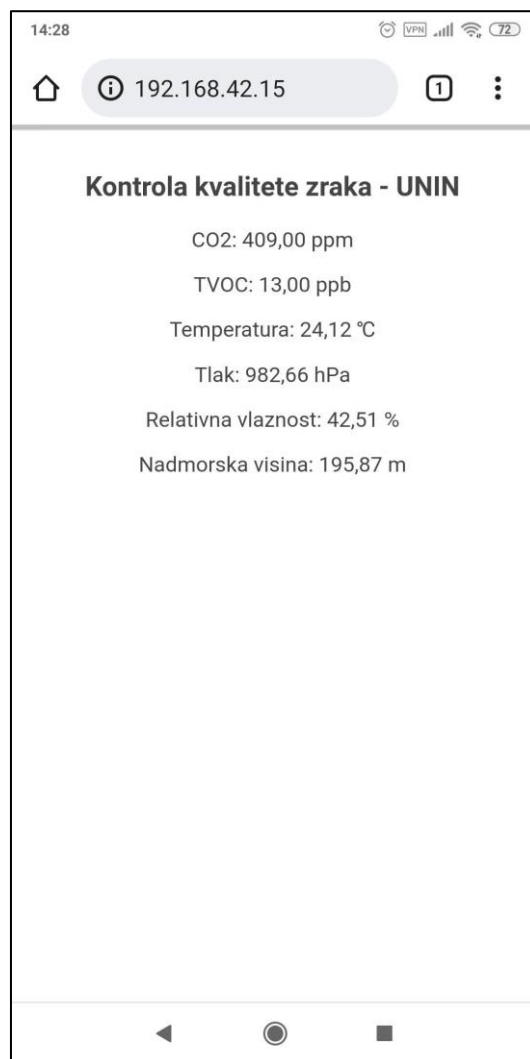 14:28
VPN 72
192.168.42.15
1
Kontrola kvalitete zraka - UNIN
CO2: 409,00 ppm
TVOC: 13,00 ppb
Temperatura: 24,12 ℃
Tlak: 982,66 hPa
Relativna vlaznost: 42,51 %
Nadmorska visina: 195,87 m